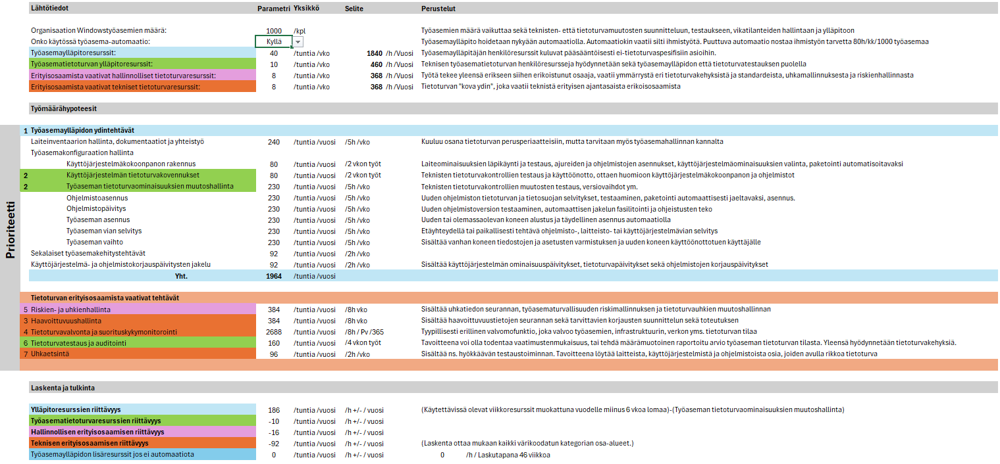 Lähtötiedot Parametri Yksikkö Selite Perustelut
Organisaation Windowstyöasemien määrä: 1000 /kpl Työasemien määrä vaikuttaa sekä teknisten- että tietoturvamuutosten suunnitteluun, testaukseen, vikatilanteiden hallintaan ja ylläpitoon
Onko käytössä työasema-automaatio: Kyllä Työasemaylläpito hoidetaan nykyään automaatiolla. Automaatiokin vaatii silti ihmistyötä. Puuttuva automaatio nostaa ihmistyön tarvetta 80h/kk/1000 työasemaa
Työasemaylläpitoresurssit: 40 /tuntia /vko 1840 /h /Vuosi Työasemaylläpitäjän henkilöresurssit kuluvat pääsääntöisesti ei-tietoturvaspesifisiin asioihin.
Työasematietoturvan ylläpitoresurssit: 10 /tuntia /vko 460 /h /Vuosi Teknisen työasematietoturvan henkilöresursseja hyödynnetään sekä työasemaylläpidon että tietoturvatestauksen puolella
Erityisosaamista vaativat hallinnolliset tietoturvaresurssit: 8 /tuntia /vko 368 /h /Vuosi Työtä tekee yleensä erikseen siihen erikoistunut osaaja, vaatii ymmärrystä eri tietoturvakehyksistä ja standardeista, uhkamallinnuksesta ja riskienhallinnasta
Erityisosaamista vaativat tekniset tietoturvaresurssit: 8 /tuntia /vko 368 /h /Vuosi Tietoturvan "kova ydin", joka vaatii teknistä erityisen ajantasaista erikoisosaamista
Työmäärähypoteesit
Prioriteetti
1 Työasemaylläpidon ydintehtävät
Laiteinventaarion hallinta, dokumentaatiot ja yhteistyö 240 /tuntia /vuosi /5h /vko Kuuluu osana tietoturvan perusperiaatteisiin, mutta tarvitaan myös työasemahallinnan kannalta
Työasemakonfiguraation hallinta
Käyttöjärjestelmäkokoonpanon rakennus 80 /tuntia /vuosi /2 vkon työt Laiteominaisuuksien läpikäynti ja testaus, ajureiden ja ohjelmistojen asennukset, käyttöjärjestelmäominaisuuksien valinta, paketointi automatisoitavaksi
2 Käyttöjärjestelmän tietoturvakovennukset 80 /tuntia /vuosi /2 vkon työt Teknisten tietoturvakontrollien testaus ja käyttöönotto, ottaen huomioon käyttöjärjestelmäkokoonpanon ja ohjelmistot
2 Työaseman tietoturvaominaisuuksien muutoshallinta 230 /tuntia /vuosi /5h /vko Teknisten tietoturvakontrollien muutosten testaus, versiovaihdot ym.
Ohjelmistoasennus 230 /tuntia /vuosi /5h /vko Uuden ohjelmiston tietoturvan ja tietosuojan selvitykset, testaaminen, paketointi automaattisesti jaeltavaksi, asennus.
Ohjelmistopäivitys 230 /tuntia /vuosi /5h /vko Uuden ohjelmistoversion testaaminen, automaattisen jakelun fasilitointi ja ohjeistusten teko
Työaseman asennus 230 /tuntia /vuosi /5h /vko Uuden tai olemassaolevan koneen alustus ja täydellinen asennus automaatiolla
Työaseman vian selvitys 230 /tuntia /vuosi /5h /vko Etäyhteydellä tai paikallisesti tehtävä ohjelmisto-, laitteisto- tai käyttöjärjestelmävian selvitys
Työaseman vaihto 230 /tuntia /vuosi /5h /vko Sisältää vanhan koneen tiedostojen ja asetusten varmistuksen ja uuden koneen käyttöönottotuen käyttäjälle
Sekalaiset työasemakehitystehtävät 92 /tuntia /vuosi /2h /vko
Käyttöjärjestelmä- ja ohjelmistokorjauspäivitysten jakelu 92 /tuntia /vuosi /2h /vko Sisältää käyttöjärjestelmän ominaisuuspäivitykset, tietoturvapäivitykset sekä ohjelmistojen korjauspäivitykset
Yht. 1964 /tuntia /vuosi
Tietoturvan erityisosaamista vaativat tehtävät
5 Riskien- ja uhkienhallinta 384 /tuntia /vuosi /8h vko Sisältää uhkatiedon seurannan, työasematurvallisuuden riskimallinnuksen ja tietoturvauhkien muutoshallinnan
3 Haavoittuvuushallinta 384 /tuntia /vuosi /8h vko Sisältää haavoittuvuustietojen seurannan sekä tarvittavien korjausten suunnittelun sekä toteutuksen
4 Tietoturvavalvonta ja suorituskykymonitorointi 2688 /tuntia /vuosi /8h / Pv /365 Tyypillisesti erillinen valvomofunktio, joka valvoo työasemien, infrastruktuurin, verkon yms. tietoturvan tilaa
6 Tietoturvatestaus ja auditointi 160 /tuntia /vuosi /4 vkon työt Tavoitteena voi olla todentaa vaatimustenmukaisuus, tai tehdä määrämuotoinen raportoitu arvio työaseman tietoturvan tilasta. Yleensä hyödynnetään tietoturvakehyksiä.
7 Uhkaetsintä 96 /tuntia /vuosi /2h /vko Sisältää ns. hyökkäävän testaustoiminnan. Tavoitteena löytää laitteista, käyttöjärjestelmistä ja ohjelmistoista osia, joiden avulla rikkoa tietoturva
Laskenta ja tulkinta
Ylläpitoresurssien riittävyys 186 /tuntia /vuosi /h +/- / vuosi (Käytettävissä olevat viikkoresurssit muokattuna vuodelle miinus 6 vkoa lomaa)-(Työaseman tietoturvaominaisuuksien muutoshallinta)
Työasematietoturvaresurssien riittävyys -10 /tuntia /vuosi /h +/- / vuosi
Hallinnollisen erityisosaamisen riittävyys -16 /tuntia /vuosi /h +/- / vuosi
Teknisen erityisosaamisen riittävyys -92 /tuntia /vuosi /h +/- / vuosi (Laskenta ottaa mukaan kaikki värikoodatun kategorian osa-alueet.)
Työasemaylläpidon lisäresurssit jos ei automaatiota 0 /tuntia /vuosi /h +/- / vuosi 0 /h / Laskutapana 46 viikkoa